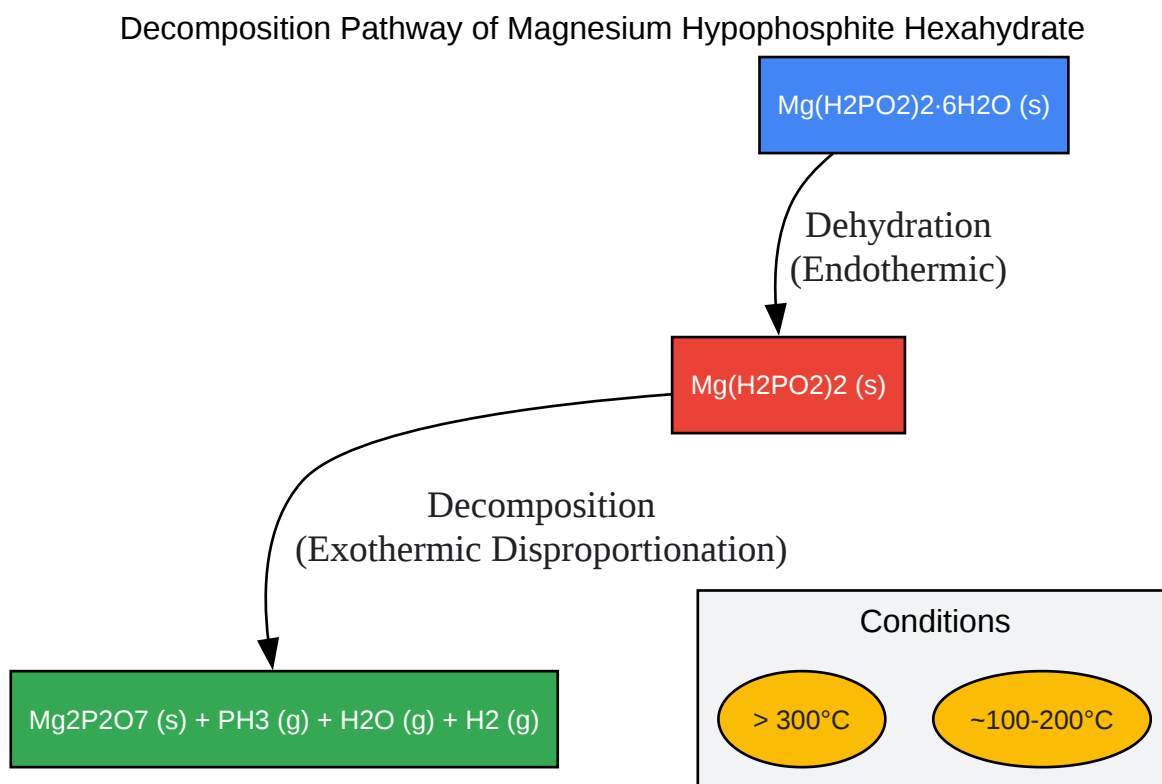 Decomposition Pathway of Magnesium Hypophosphite Hexahydrate
Mg(H2PO2)2·6H2O (s)
Dehydration
(Endothermic)
Mg(H2PO2)2 (s)
Decomposition
(Exothermic Disproportionation)
Conditions
Mg2P2O7 (s) + PH3 (g) + H2O (g) + H2 (g)
> 300°C
~100-200°C